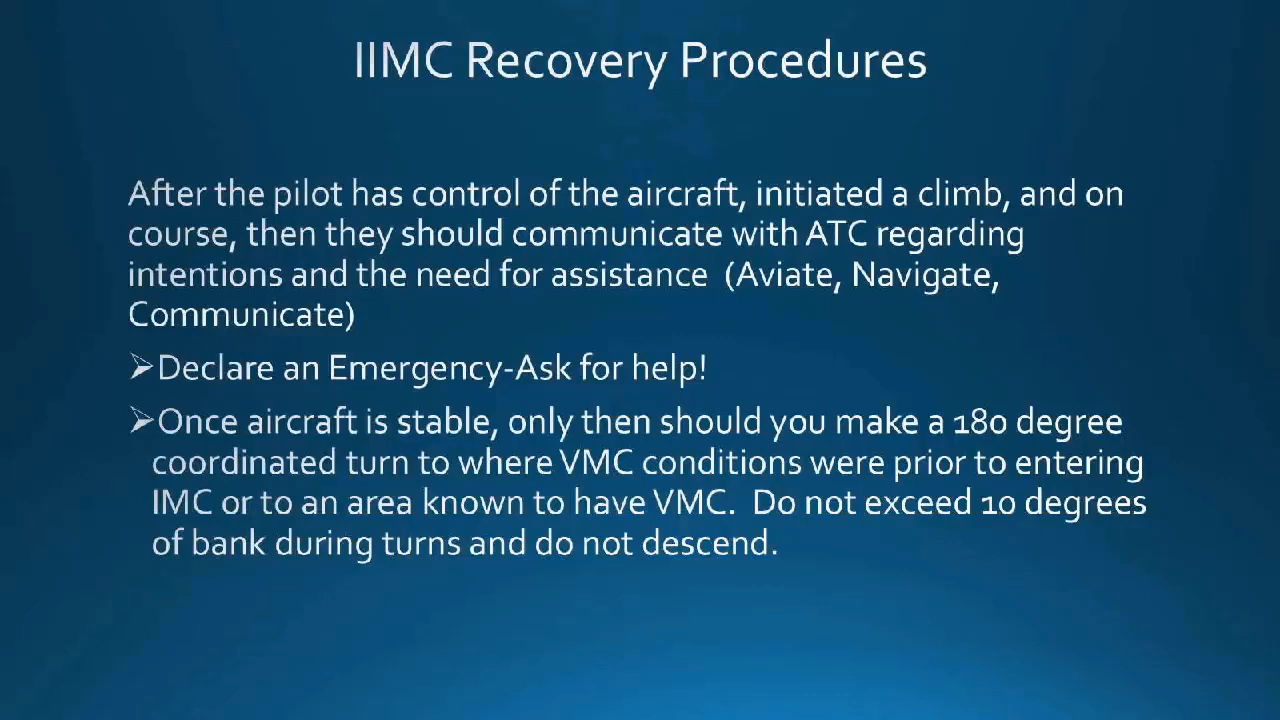 IIMC Recovery Procedures
After the pilot has control of the aircraft, initiated a climb, and on
course, then they should communicate with ATC regarding
intentions and the need for assistance  (Aviate, Navigate,
Communicate)
➢Declare an Emergency-Ask for help!
➢Once aircraft is stable, only then should you make a 180 degree
coordinated turn to where VMC conditions were prior to entering
IMC or to an area known to have VMC.  Do not exceed 10 degrees
of bank during turns and do not descend.